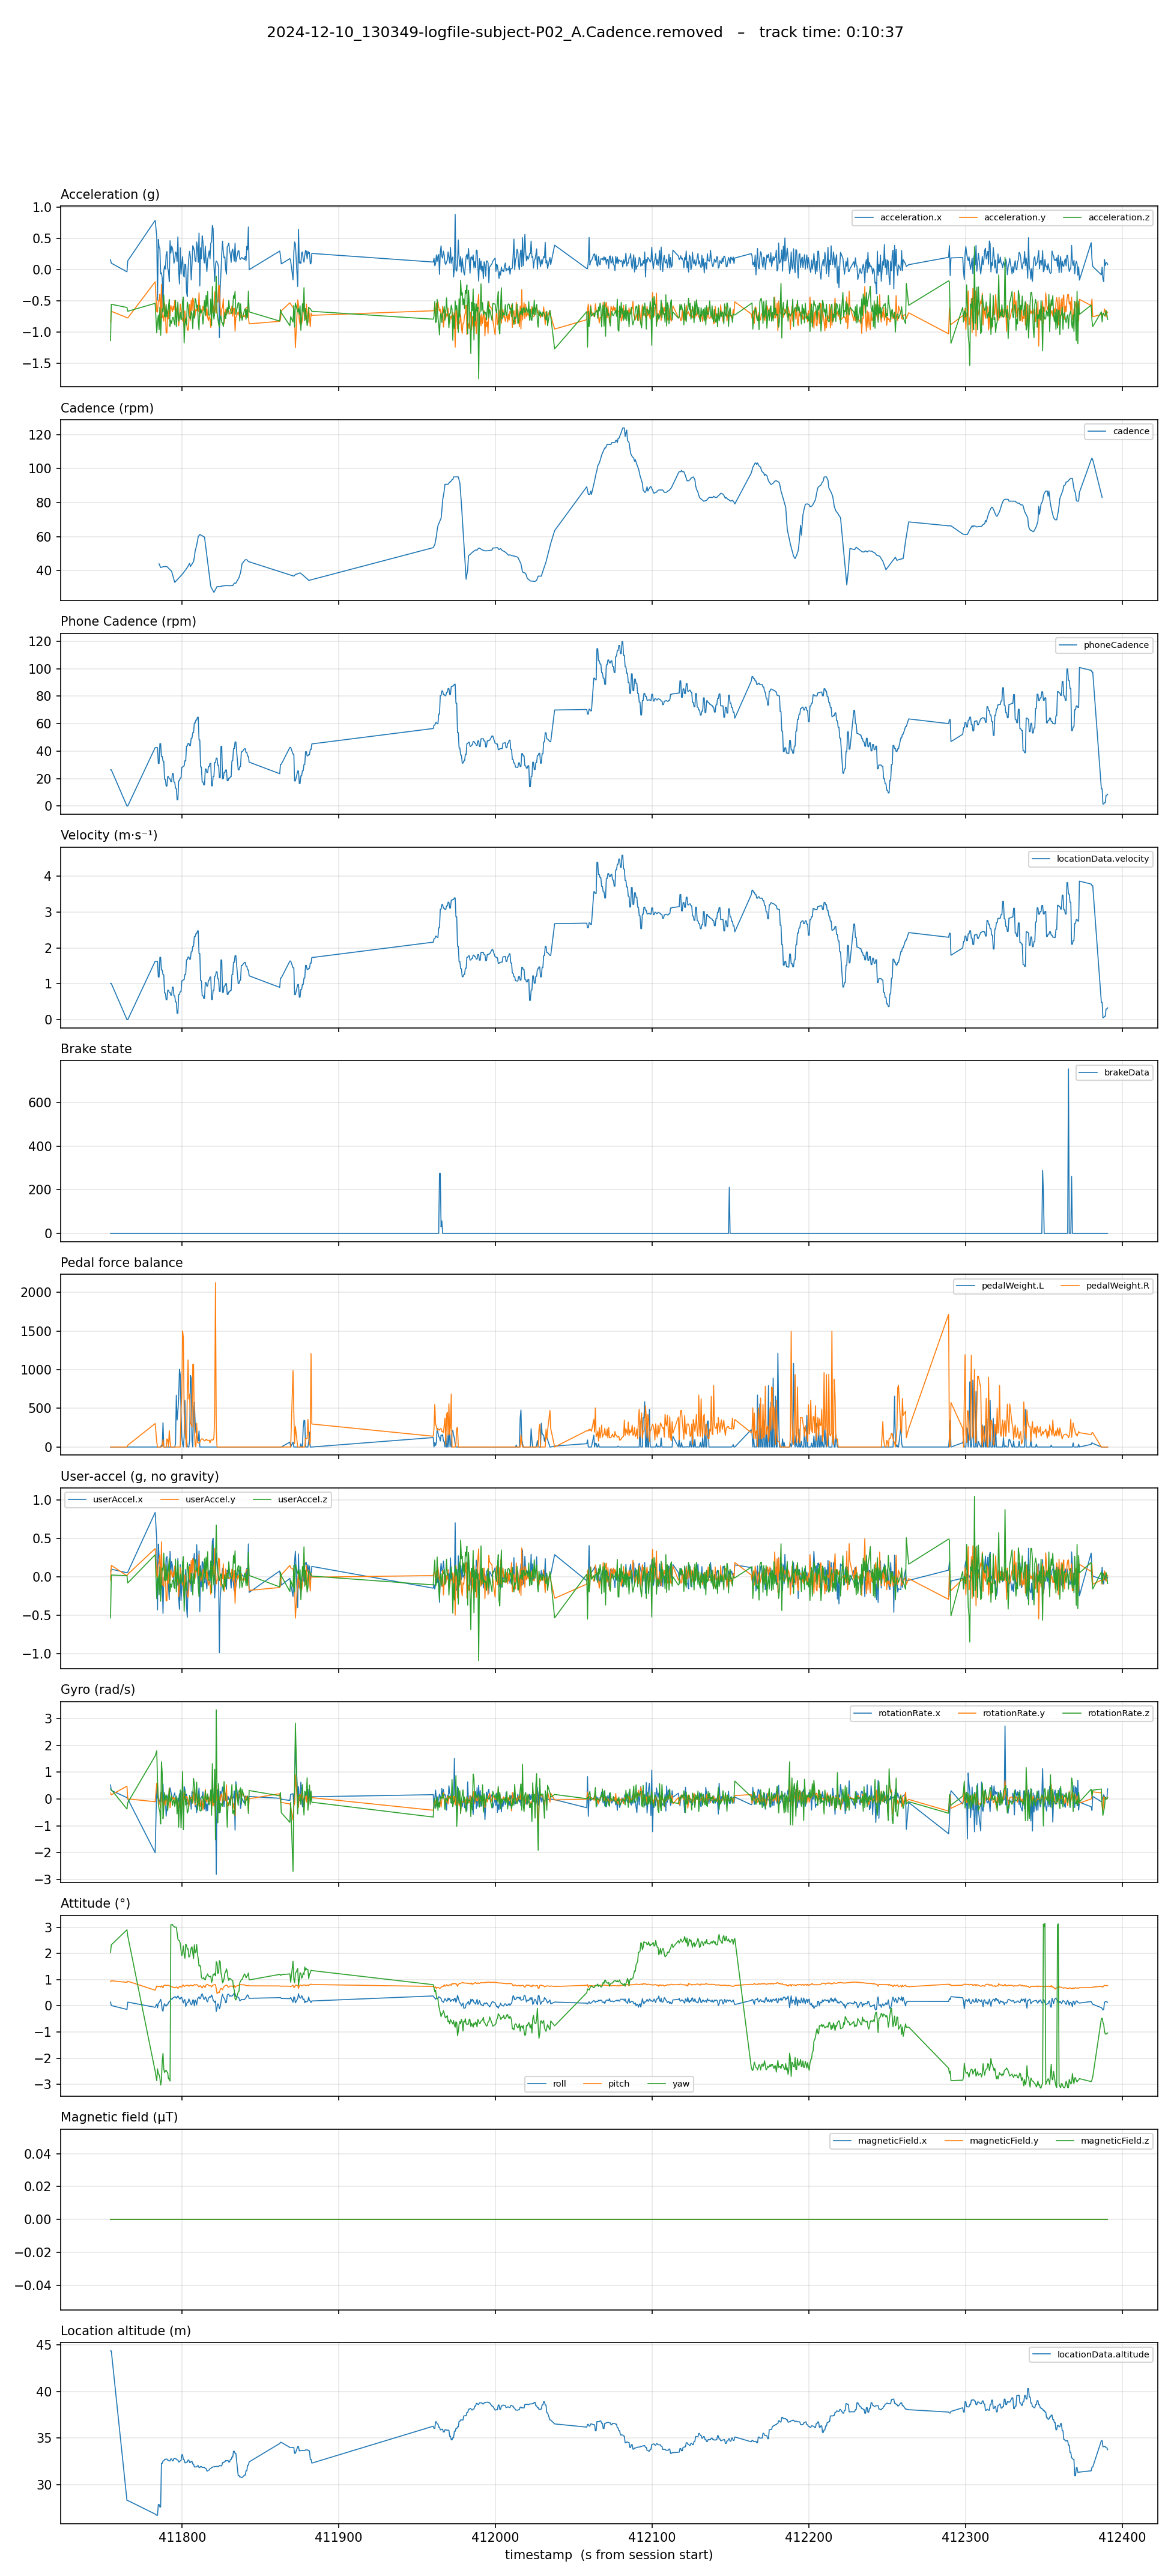 2024-12-10_130349-logfile-subject-P02_A.Cadence.removed – track time: 0:10:37
Acceleration (g)
acceleration.x acceleration.y acceleration.z
1.0
0.5
0.0
−0.5
−1.0
−1.5
Cadence (rpm)
cadence
120
100
80
60
40
Phone Cadence (rpm)
phoneCadence
120
100
80
60
40
20
0
Velocity (m·s⁻¹)
locationData.velocity
4
3
2
1
0
Brake state
brakeData
600
400
200
0
Pedal force balance
pedalWeight.L pedalWeight.R
2000
1500
1000
500
0
User-accel (g, no gravity)
userAccel.x userAccel.y userAccel.z
1.0
0.5
0.0
−0.5
−1.0
Gyro (rad/s)
rotationRate.x rotationRate.y rotationRate.z
3
2
1
0
−1
−2
−3
Attitude (°)
3
2
1
0
−1
−2
−3
roll pitch yaw
Magnetic field (µT)
magneticField.x magneticField.y magneticField.z
0.04
0.02
0.00
−0.02
−0.04
Location altitude (m)
locationData.altitude
45
40
35
30
411800 411900 412000 412100 412200 412300 412400
timestamp (s from session start)